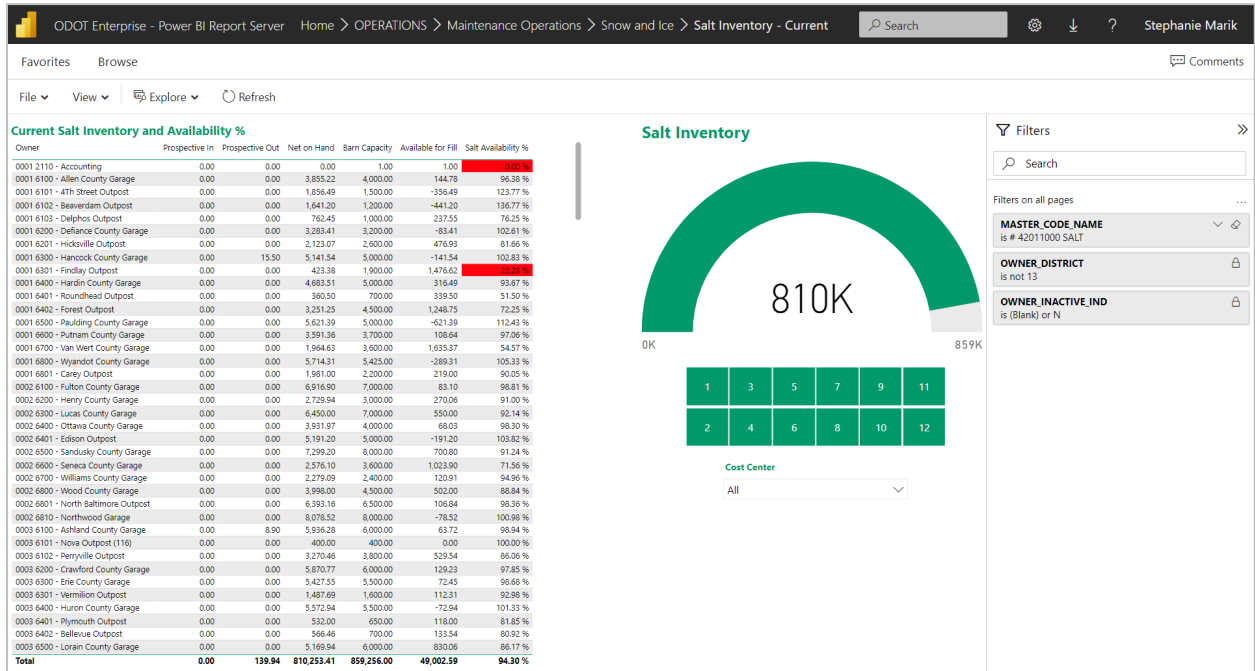 ODOT Enterprise - Power BI Report Server Home > OPERATIONS > Maintenance Operations > Snow and Ice > Salt Inventory - Current Search ? Stephanie Marik
Favorites Browse Comments
File View Explore Refresh
Current Salt Inventory and Availability %
Owner Prospective In Prospective Out Net on Hand Barn Capacity Available for Fill Salt Availability %
0001 2110 - Accounting 0.00 0.00 0.00 1.00 1.00 0.00 %
0001 6100 - Allen County Garage 0.00 0.00 3,855.22 4,000.00 144.78 96.38 %
0001 6101 - 4Th Street Outpost 0.00 0.00 1,856.49 1,500.00 -356.49 123.77 %
0001 6102 - Beaverdam Outpost 0.00 0.00 1,641.20 1,200.00 -441.20 136.77 %
0001 6103 - Delphos Outpost 0.00 0.00 762.45 1,000.00 237.55 76.25 %
0001 6200 - Defiance County Garage 0.00 0.00 3,283.41 3,200.00 -83.41 102.61 %
0001 6201 - Hicksville Outpost 0.00 0.00 2,123.07 2,600.00 476.93 81.66 %
0001 6300 - Hancock County Garage 0.00 15.50 5,141.54 5,000.00 -141.54 102.83 %
0001 6301 - Findlay Outpost 0.00 0.00 423.38 1,900.00 1,476.62 22.28 %
0001 6400 - Hardin County Garage 0.00 0.00 4,683.51 5,000.00 316.49 93.67 %
0001 6401 - Roundhead Outpost 0.00 0.00 360.50 700.00 339.50 51.50 %
0001 6402 - Forest Outpost 0.00 0.00 3,251.25 4,500.00 1,248.75 72.25 %
0001 6500 - Paulding County Garage 0.00 0.00 5,621.39 5,000.00 -621.39 112.43 %
0001 6600 - Putnam County Garage 0.00 0.00 3,591.36 3,700.00 108.64 97.06 %
0001 6700 - Van Wert County Garage 0.00 0.00 1,964.63 3,600.00 1,635.37 54.57 %
0001 6800 - Wyandot County Garage 0.00 0.00 5,714.31 5,425.00 -289.31 105.33 %
0001 6801 - Carey Outpost 0.00 0.00 1,981.00 2,200.00 219.00 90.05 %
0002 6100 - Fulton County Garage 0.00 0.00 6,916.90 7,000.00 83.10 98.81 %
0002 6200 - Henry County Garage 0.00 0.00 2,729.94 3,000.00 270.06 91.00 %
0002 6300 - Lucas County Garage 0.00 0.00 6,450.00 7,000.00 550.00 92.14 %
0002 6400 - Ottawa County Garage 0.00 0.00 3,931.97 4,000.00 68.03 98.30 %
0002 6401 - Edison Outpost 0.00 0.00 5,191.20 5,000.00 -191.20 103.82 %
0002 6500 - Sandusky County Garage 0.00 0.00 7,299.20 8,000.00 700.80 91.24 %
0002 6600 - Seneca County Garage 0.00 0.00 2,576.10 3,600.00 1,023.90 71.56 %
0002 6700 - Williams County Garage 0.00 0.00 2,279.09 2,400.00 120.91 94.96 %
0002 6800 - Wood County Garage 0.00 0.00 3,998.00 4,500.00 502.00 88.84 %
0002 6801 - North Baltimore Outpost 0.00 0.00 6,393.16 6,500.00 106.84 98.36 %
0002 6810 - Northwood Garage 0.00 0.00 8,078.52 8,000.00 -78.52 100.98 %
0003 6100 - Ashland County Garage 0.00 8.90 5,936.28 6,000.00 63.72 98.94 %
0003 6101 - Nova Outpost (116) 0.00 0.00 400.00 400.00 0.00 100.00 %
0003 6102 - Perryville Outpost 0.00 0.00 3,270.46 3,800.00 529.54 86.06 %
0003 6200 - Crawford County Garage 0.00 0.00 5,870.77 6,000.00 129.23 97.85 %
0003 6300 - Erie County Garage 0.00 0.00 5,427.55 5,500.00 72.45 98.68 %
0003 6301 - Vermilion Outpost 0.00 0.00 1,487.69 1,600.00 112.31 92.98 %
0003 6400 - Huron County Garage 0.00 0.00 5,572.94 5,500.00 -72.94 101.33 %
0003 6401 - Plymouth Outpost 0.00 0.00 532.00 650.00 118.00 81.85 %
0003 6402 - Bellevue Outpost 0.00 0.00 566.46 700.00 133.54 80.92 %
0003 6500 - Lorain County Garage 0.00 0.00 5,169.94 6,000.00 830.06 86.17 %
Total 0.00 139.94 810,253.41 859,256.00 49,002.59 94.30 %
Salt Inventory
810K
0K 859K
1 3 5 7 9 11
2 4 6 8 10 12
Cost Center
All
Filters
Search
Filters on all pages ...
MASTER_CODE_NAME
is # 42011000 SALT
OWNER_DISTRICT
is not 13
OWNER_INACTIVE_IND
is (Blank) or N